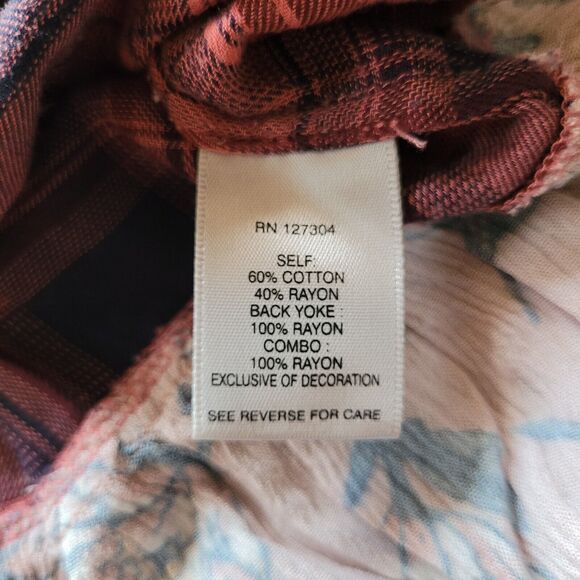 RN 127304
SELF:
60% COTTON
40% RAYON
BACK YOKE :
100% RAYON
COMBO :
100% RAYON
EXCLUSIVE OF DECORATION
SEE REVERSE FOR CARE